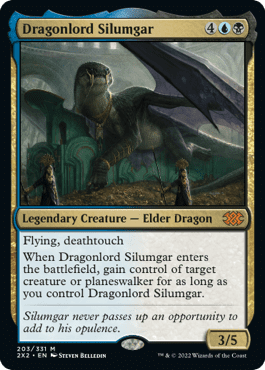 Dragonlord Silumgar 4
Legendary Creature — Elder Dragon
Flying, deathtouch
When Dragonlord Silumgar enters
the battlefield, gain control of target
creature or planeswalker for as long as
you control Dragonlord Silumgar.
Silumgar never passes up an opportunity to
add to his opulence.
3/5
203/331 M
2X2 • EN STEVEN BELLEDIN
™ & © 2022 Wizards of the Coast